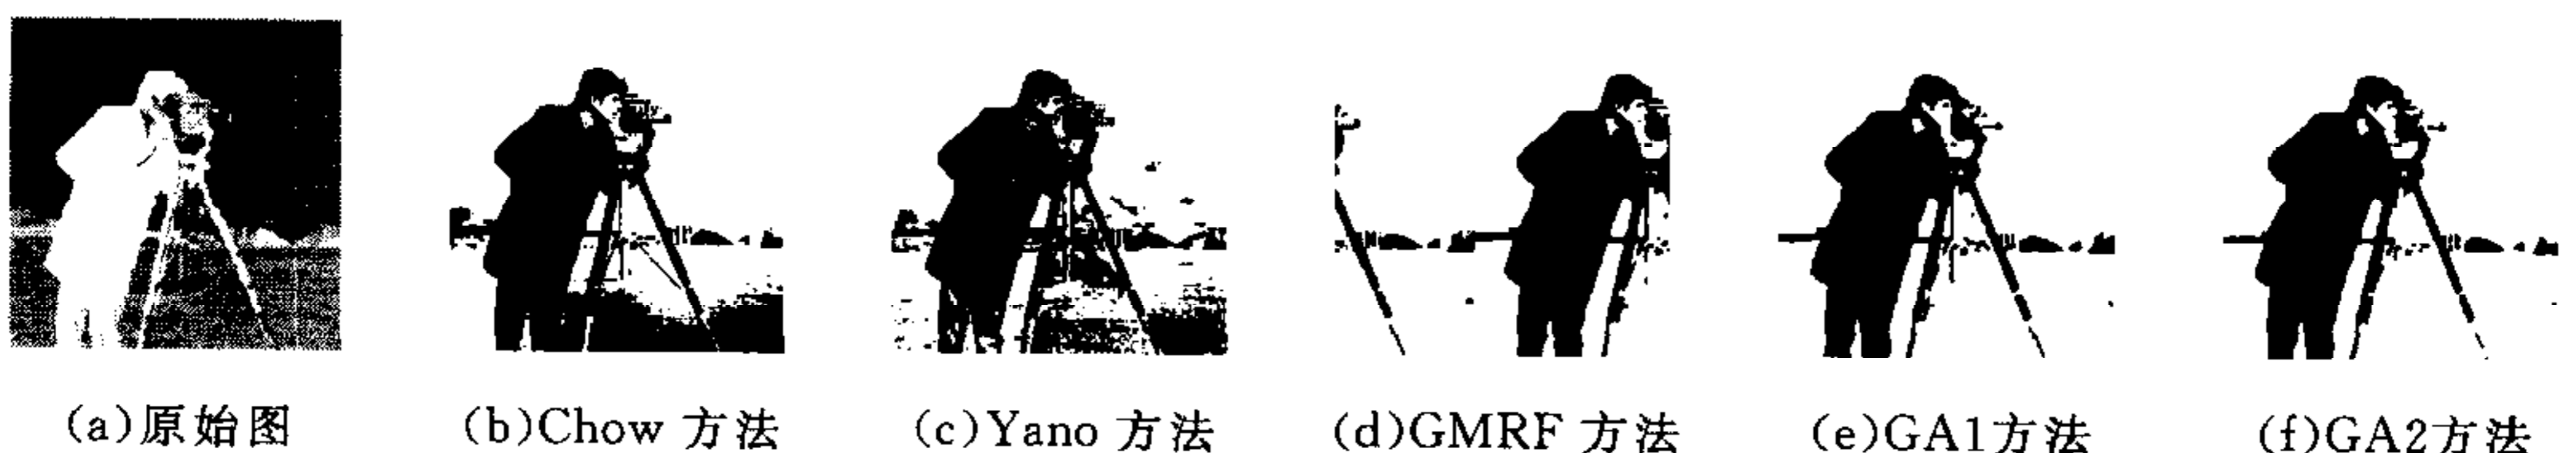 (a)原始图
(b)Chow 方法
(c)Yano 方法
(d)GMRF 方法
(e)GA1方法
(f)GA2方法